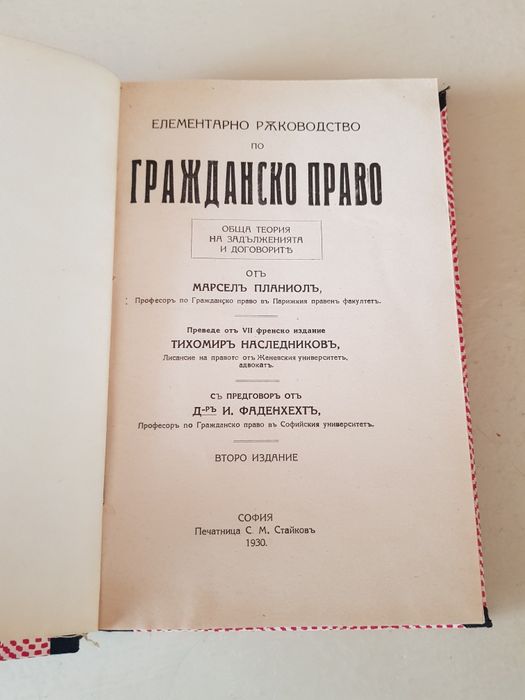 ЕЛЕМЕНТАРНО РѪКОВОДСТВО
ПО
ГРАЖДАНСКО ПРАВО
ОБЩА ТЕОРИЯ
НА ЗАДЪЛЖЕНИЯТА
И ДОГОВОРИТѢ
ОТЪ
МАРСЕЛЪ ПЛАНИОЛЪ,
Професоръ по Гражданско право въ Парижкия правенъ факултетъ.
Преведе отъ VII френско издание
ТИХОМИРЪ НАСЛЕДНИКОВЪ,
Лисансие на правото отъ Женевския университетъ,
адвокатъ.
СЪ ПРЕДГОВОРЪ ОТЪ
Д-РЪ И. ФАДЕНХЕХТЪ,
Професоръ по Гражданско право въ Софийския университетъ.
ВТОРО ИЗДАНИЕ
СОФИЯ
Печатница С. М. Стайковъ
1930.